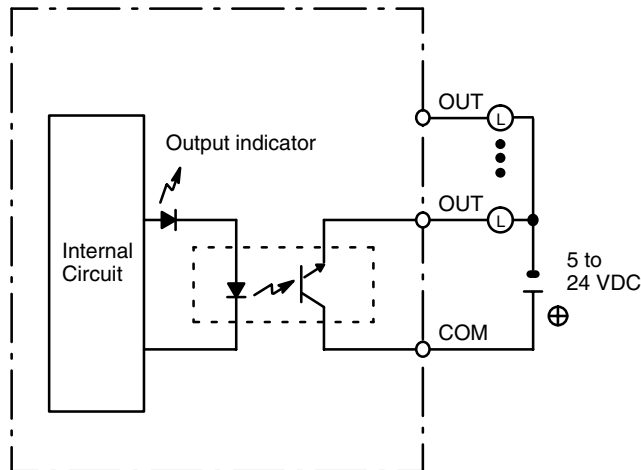 OUT
L
Output indicator
OUT
L
Internal
Circuit
5 to
24 VDC
COM